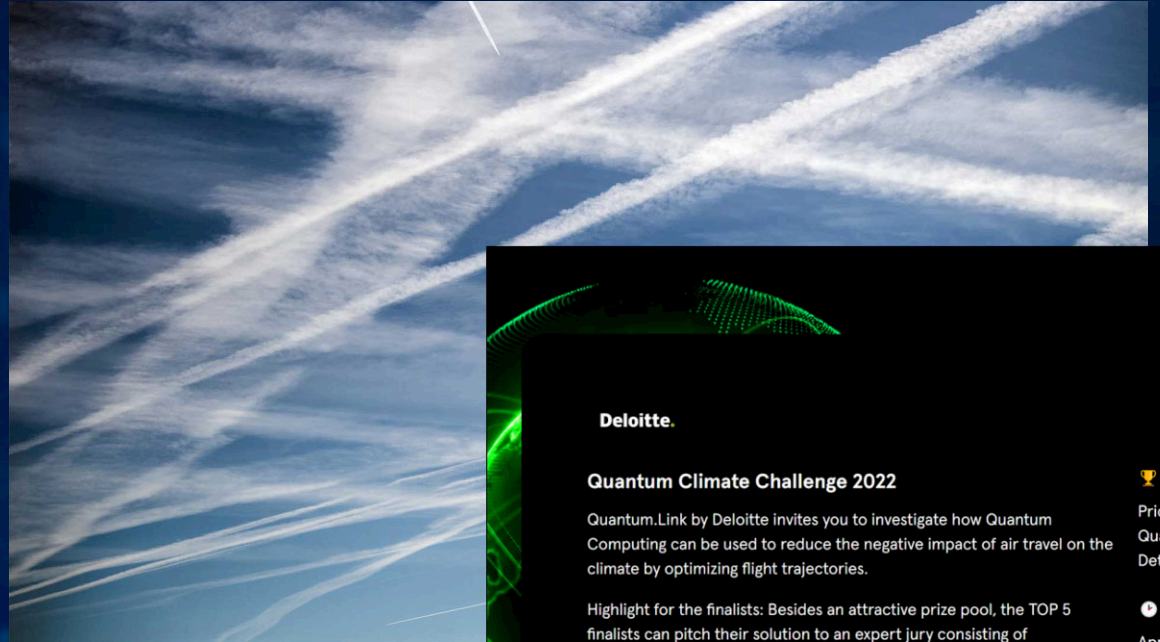 Deloitte.
Quantum Climate Challenge 2022
Quantum.Link by Deloitte invites you to investigate how Quantum
Computing can be used to reduce the negative impact of air travel on the
climate by optimizing flight trajectories.
Highlight for the finalists: Besides an attractive prize pool, the TOP 5
finalists can pitch their solution to an expert jury consisting of